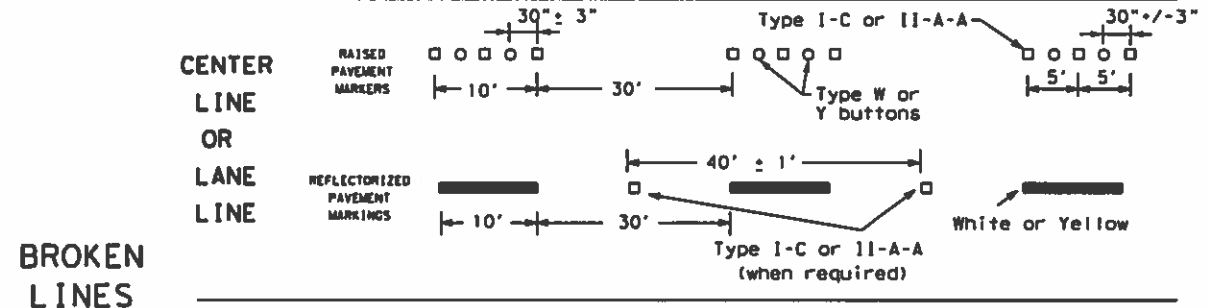 30"± 3"
Type I-C or II-A-A
30"+/-3"
CENTER
LINE
OR
LANE
LINE
RAISED
PAVEMENT
MARKERS
10'
30'
Type W or
Y buttons
5'
5'
40' ± 1'
REFLECTORIZED
PAVEMENT
MARKINGS
10'
30'
Type I-C or II-A-A
(when required)
White or Yellow
BROKEN
LINES